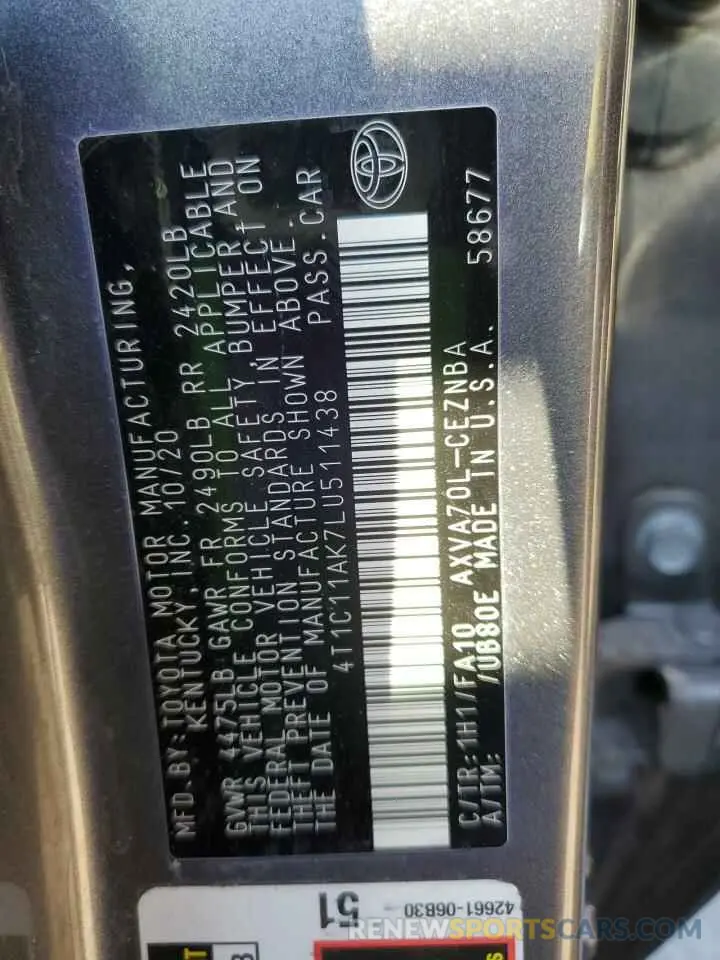 MFD. BY: TOYOTA MOTOR MANUFACTURING,
KENTUCKY, INC. 10/20
GVWR 4475LB GAWR FR 2490LB RR 2420LB
THIS VEHICLE CONFORMS TO ALL APPLICABLE
FEDERAL MOTOR VEHICLE SAFETY, BUMPER, AND
THEFT PREVENTION STANDARDS IN EFFECT ON
THE DATE OF MANUFACTURE SHOWN ABOVE.
4T1C11AK7LU511438 PASS. CAR
C/TR: 1H1/FA10 AXVA70L-CEZNBA
A/TM: /UB80E MADE IN U.S.A. 58677
51
42661-06B30
RENEWSPORTSCARS.COM